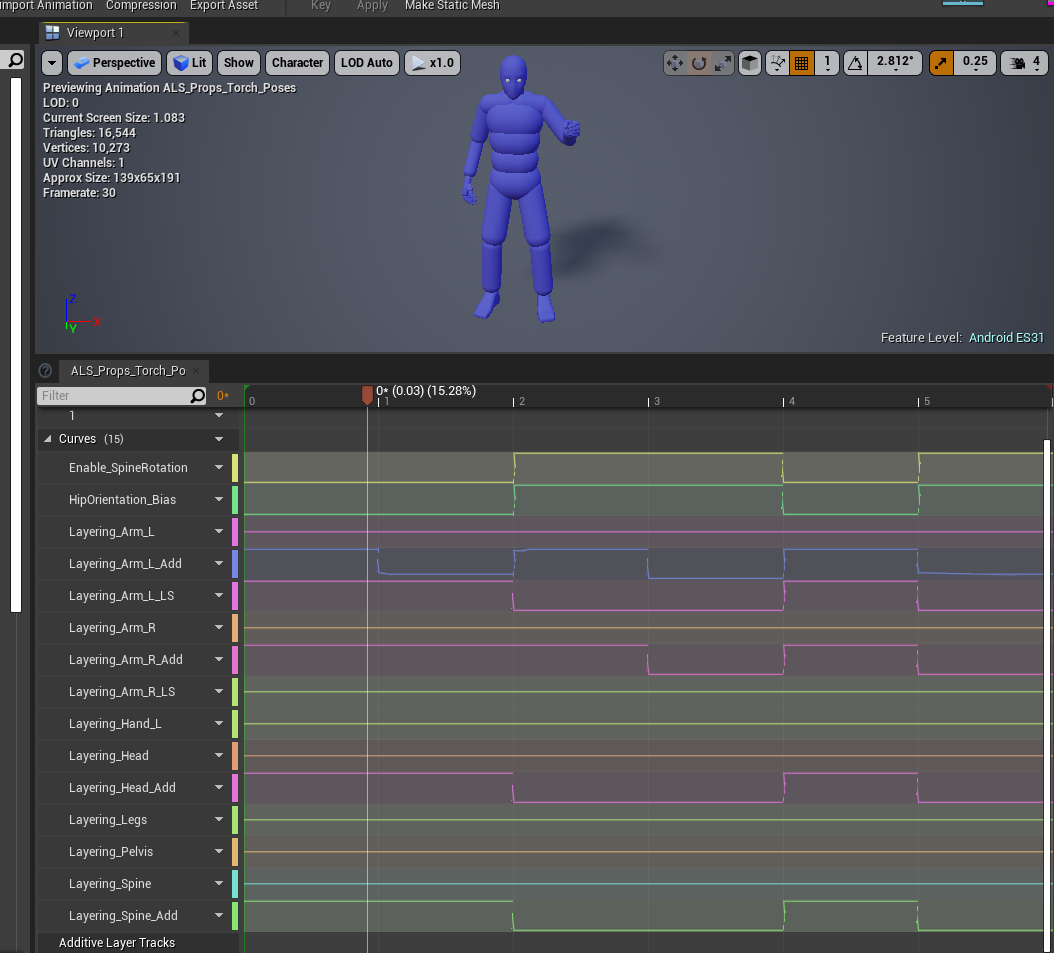 mport Animation Compression Export Asset Key Apply Make Static Mesh
Viewport 1
Perspective Lit Show Character LOD Auto x1.0 1 2.812° 0.25 4
Previewing Animation ALS_Props_Torch_Poses
LOD: 0
Current Screen Size: 1.083
Triangles: 16,544
Vertices: 10,273
UV Channels: 1
Approx Size: 139x65x191
Framerate: 30
Z
X
Y
Feature Level: Android ES31
ALS_Props_Torch_Po
Filter 0* 0* (0.03) (15.28%)
0 1 2 3 4 5
1
Curves (15)
Enable_SpineRotation
HipOrientation_Bias
Layering_Arm_L
Layering_Arm_L_Add
Layering_Arm_L_LS
Layering_Arm_R
Layering_Arm_R_Add
Layering_Arm_R_LS
Layering_Hand_L
Layering_Head
Layering_Head_Add
Layering_Legs
Layering_Pelvis
Layering_Spine
Layering_Spine_Add
Additive Layer Tracks